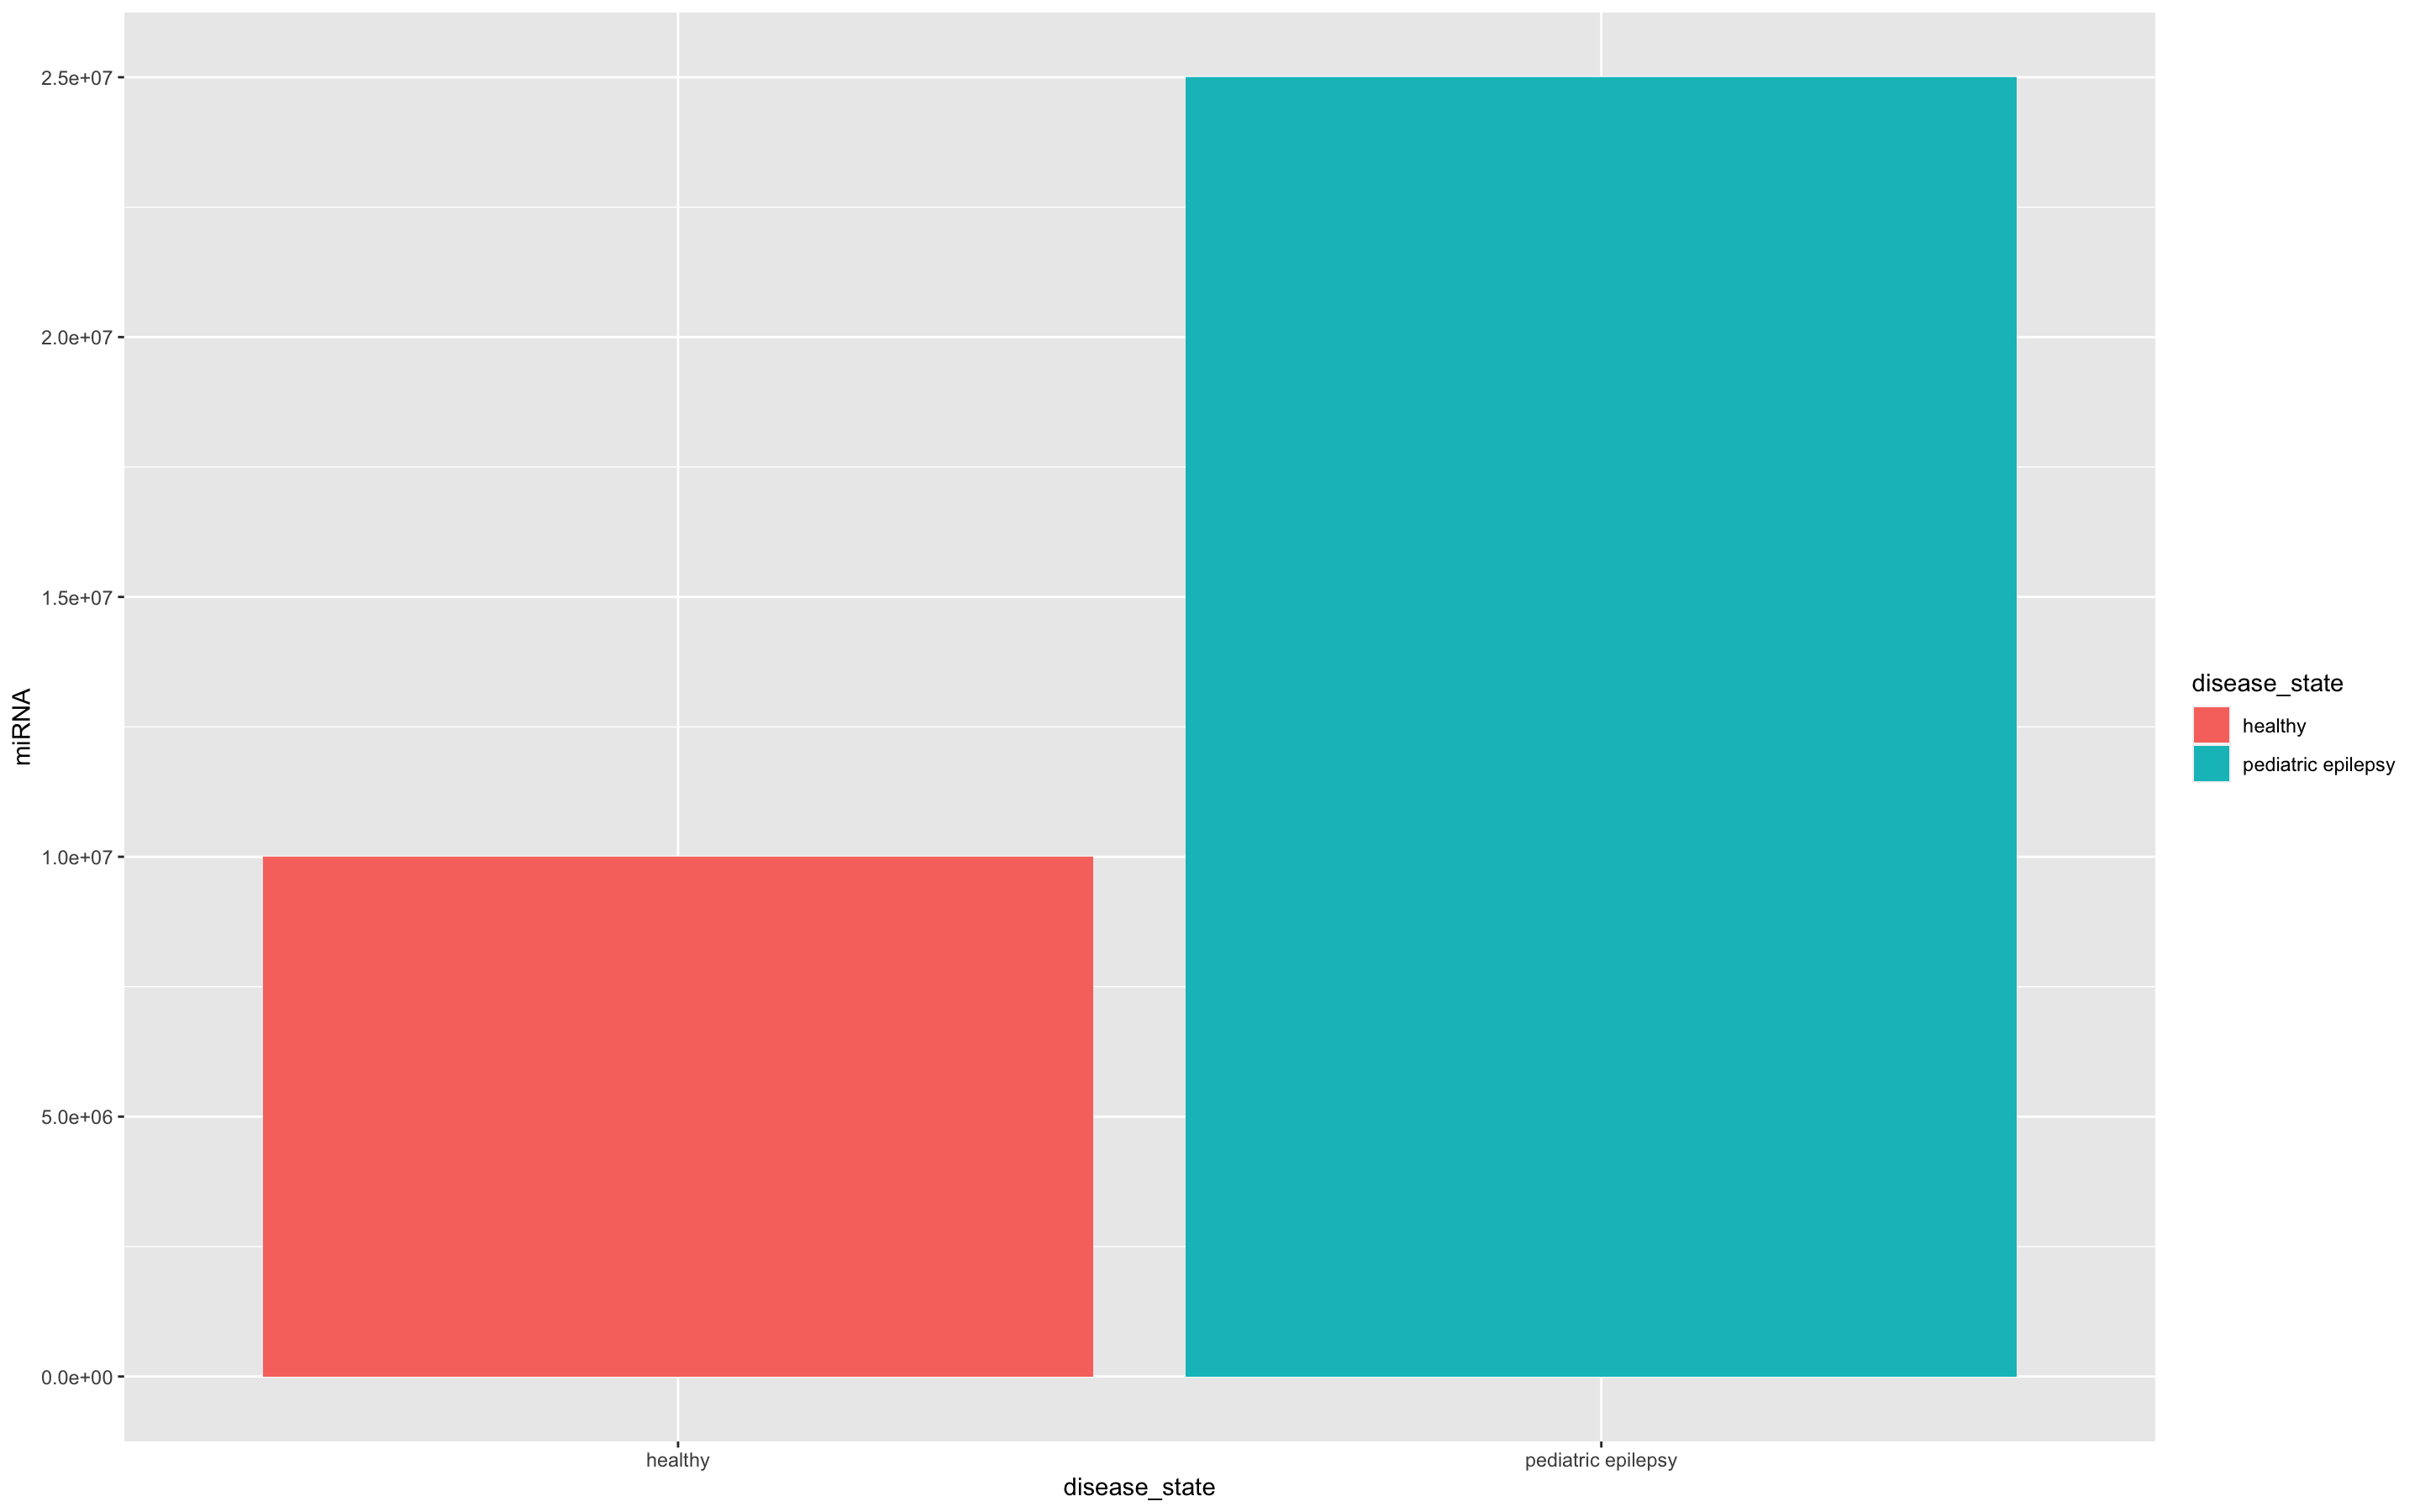 miRNA
2.5e+07
2.0e+07
1.5e+07
1.0e+07
5.0e+06
0.0e+00
healthy
pediatric epilepsy
disease_state
disease_state
healthy
pediatric epilepsy